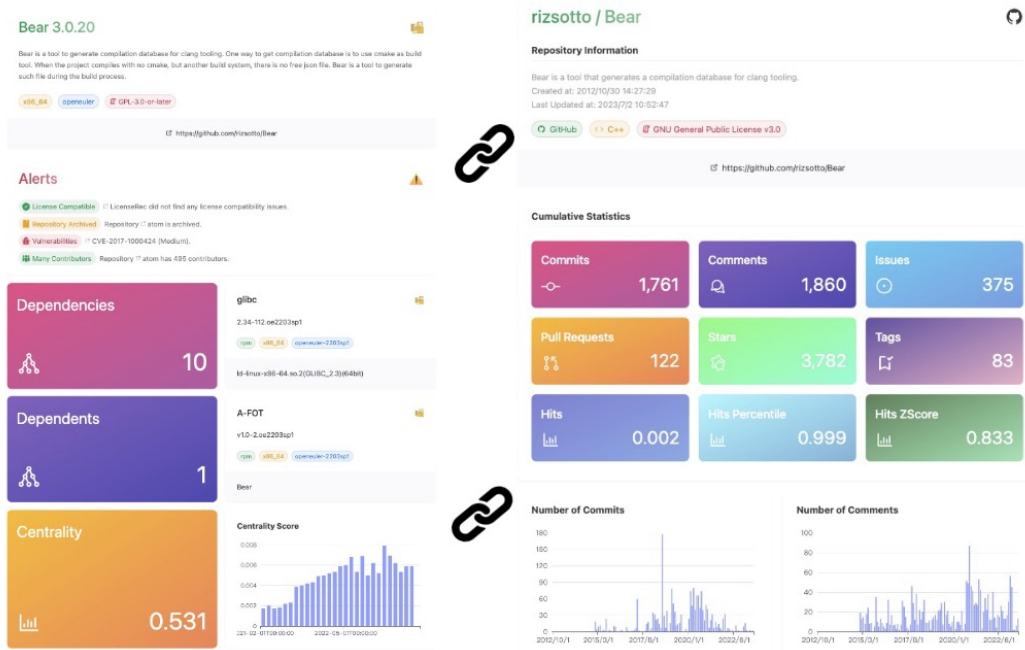 Bear 3.0.20
Bear is a tool to generate compilation database for clang tooling. One way to get compilation database is to use cmake as build
tool. When the project compiles with no cmake, but another build system, there is no free json file. Bear is a tool to generate
such file during the build process.
x86_64 openeuler GPL-3.0-or-later
https://github.com/rizsotto/Bear
Alerts
License Compatible LicenseRec did not find any license compatibility issues.
Repository Archived Repository atom is archived.
Vulnerabilities CVE-2017-1000424 (Medium).
Many Contributors Repository atom has 495 contributors.
Dependencies
10
glibc
2.34-112.oe2203sp1
rpm x86_64 openeuler-2203sp1
ld-linux-x86-64.so.2(GLIBC_2.3)(64bit)
Dependents
1
A-FOT
v1.0-2.oe2203sp1
rpm x86_64 openeuler-2203sp1
Bear
Centrality
0.531
Centrality Score
0.008
0.006
0.004
0.002
0
221-02-01T00:00:00 2022-05-01T00:00:00
rizsotto / Bear
Repository Information
Bear is a tool that generates a compilation database for clang tooling.
Created at: 2012/10/30 14:27:29
Last Updated at: 2023/7/2 10:52:47
GitHub C++ GNU General Public License v3.0
https://github.com/rizsotto/Bear
Cumulative Statistics
Commits
1,761
Comments
1,860
Issues
375
Pull Requests
122
Stars
3,782
Tags
83
Hits
0.002
Hits Percentile
0.999
Hits ZScore
0.833
Number of Commits
180
150
120
90
60
30
0
2012/10/1 2015/3/1 2017/8/1 2020/1/1 2022/6/1
Number of Comments
100
80
60
40
20
0
2012/10/1 2015/3/1 2017/8/1 2020/1/1 2022/6/1